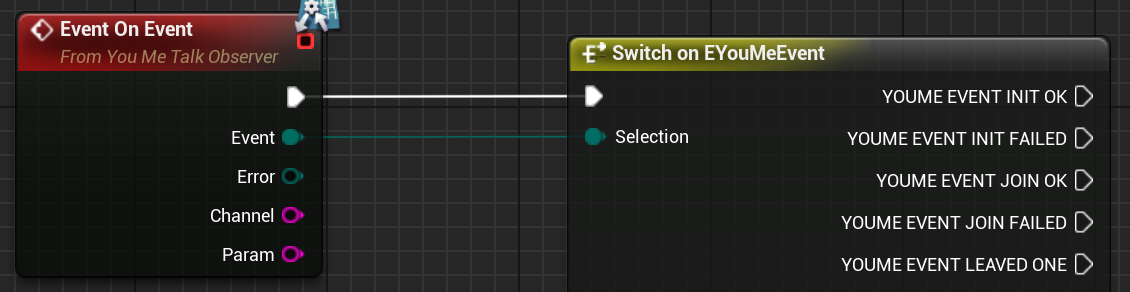 Event On Event
From You Me Talk Observer
Event
Error
Channel
Param
Switch on EYouMeEvent
Selection
YOUME EVENT INIT OK
YOUME EVENT INIT FAILED
YOUME EVENT JOIN OK
YOUME EVENT JOIN FAILED
YOUME EVENT LEAVED ONE